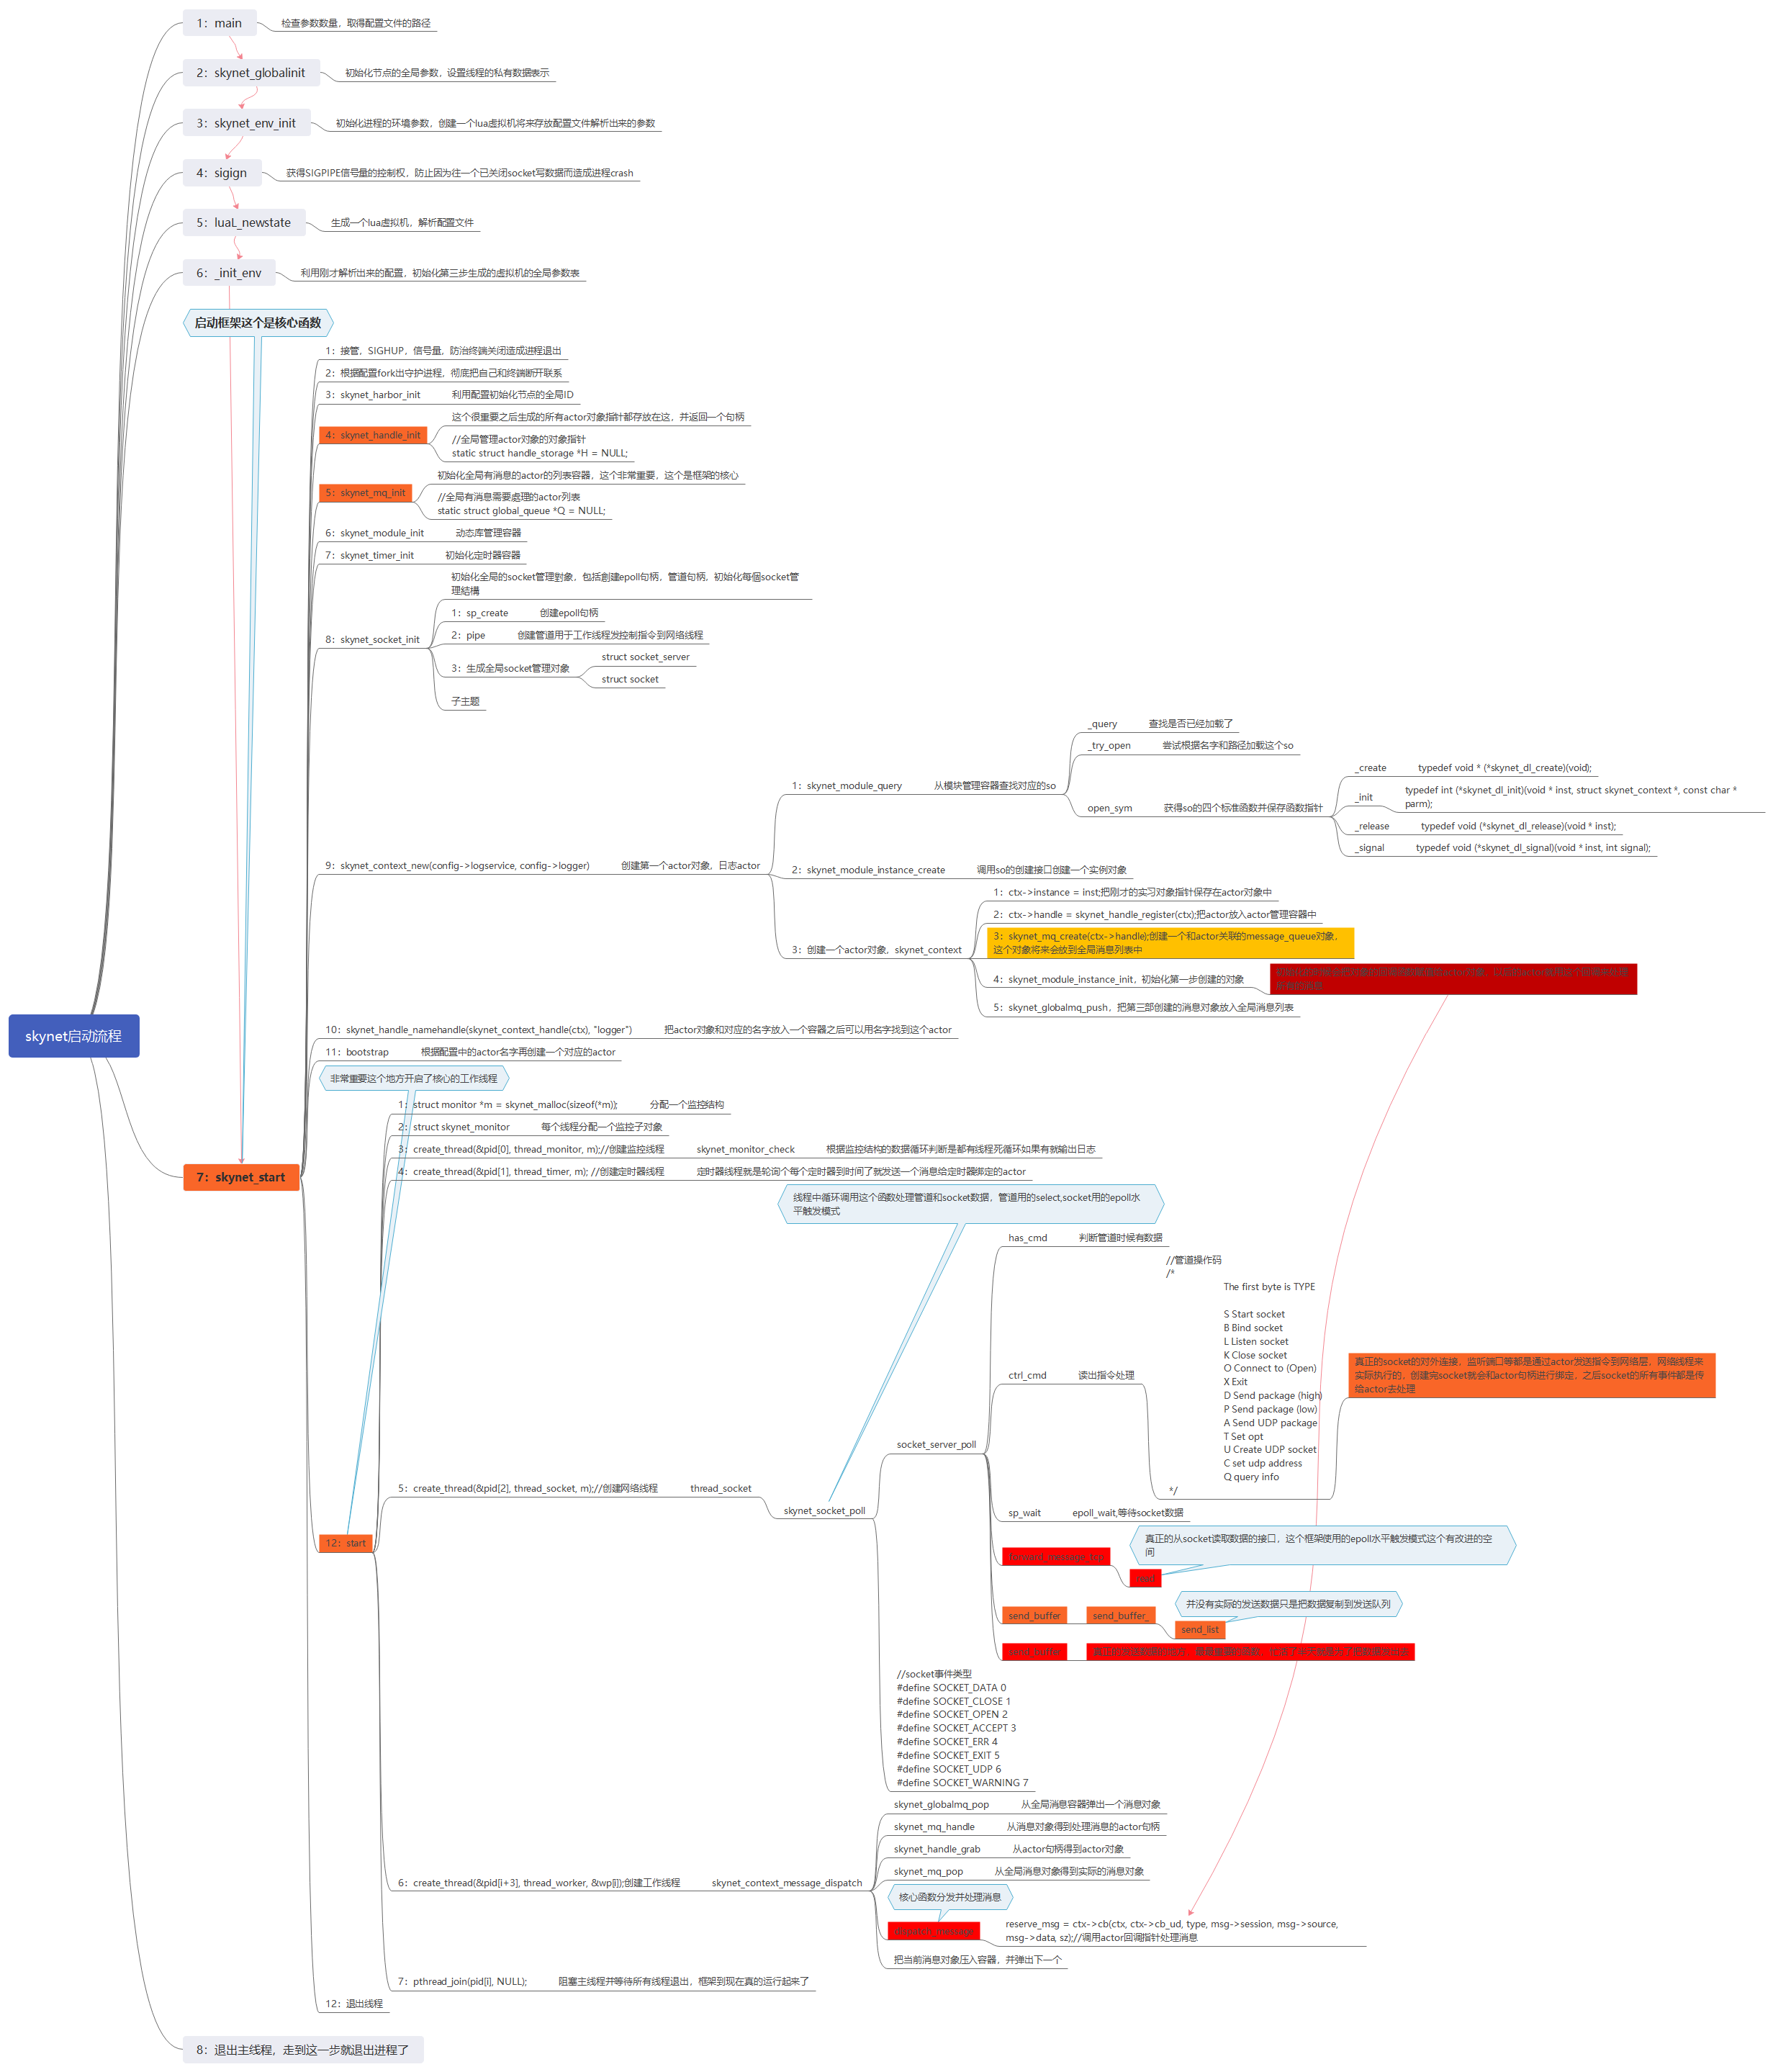 skynet启动流程
1：main
检查参数数量，取得配置文件的路径
2：skynet_globalinit
初始化节点的全局参数，设置线程的私有数据表示
3：skynet_env_init
初始化进程的环境参数，创建一个lua虚拟机将来存放配置文件解析出来的参数
4：sigign
获得SIGPIPE信号量的控制权，防止因为往一个已关闭socket写数据而造成进程crash
5：luaL_newstate
生成一个lua虚拟机，解析配置文件
6：_init_env
利用刚才解析出来的配置，初始化第三步生成的虚拟机的全局参数表
启动框架这个是核心函数
7：skynet_start
1：接管，SIGHUP，信号量，防治终端关闭造成进程退出
2：根据配置fork出守护进程，彻底把自己和终端断开联系
3：skynet_harbor_init
利用配置初始化节点的全局ID
4：skynet_handle_init
这个很重要之后生成的所有actor对象指针都存放在这，并返回一个句柄
//全局管理actor对象的对象指针
static struct handle_storage *H = NULL;
5：skynet_mq_init
初始化全局有消息的actor的列表容器，这个非常重要，这个是框架的核心
//全局有消息需要處理的actor列表
static struct global_queue *Q = NULL;
6：skynet_module_init
动态库管理容器
7：skynet_timer_init
初始化定时器容器
8：skynet_socket_init
初始化全局的socket管理對象，包括創建epoll句柄，管道句柄，初始化每個socket管
理結構
1：sp_create
创建epoll句柄
2：pipe
创建管道用于工作线程发控制指令到网络线程
3：生成全局socket管理对象
struct socket_server
struct socket
子主题
9：skynet_context_new(config->logservice, config->logger)
创建第一个actor对象，日志actor
1：skynet_module_query
从模块管理容器查找对应的so
_query
查找是否已经加载了
_try_open
尝试根据名字和路径加载这个so
open_sym
获得so的四个标准函数并保存函数指针
_create
typedef void * (*skynet_dl_create)(void);
_init
typedef int (*skynet_dl_init)(void * inst, struct skynet_context *, const char *
parm);
_release
typedef void (*skynet_dl_release)(void * inst);
_signal
typedef void (*skynet_dl_signal)(void * inst, int signal);
2：skynet_module_instance_create
调用so的创建接口创建一个实例对象
3：创建一个actor对象，skynet_context
1：ctx->instance = inst;把刚才的实习对象指针保存在actor对象中
2：ctx->handle = skynet_handle_register(ctx);把actor放入actor管理容器中
3：skynet_mq_create(ctx->handle);创建一个和actor关联的message_queue对象，
这个对象将来会放到全局消息列表中
4：skynet_module_instance_init，初始化第一步创建的对象
5：skynet_globalmq_push，把第三部创建的消息对象放入全局消息列表
10：skynet_handle_namehandle(skynet_context_handle(ctx), "logger")
把actor对象和对应的名字放入一个容器之后可以用名字找到这个actor
11：bootstrap
根据配置中的actor名字再创建一个对应的actor
非常重要这个地方开启了核心的工作线程
12：start
1：struct monitor *m = skynet_malloc(sizeof(*m));
分配一个监控结构
2：struct skynet_monitor
每个线程分配一个监控子对象
3：create_thread(&pid[0], thread_monitor, m);//创建监控线程
skynet_monitor_check
根据监控结构的数据循环判断是都有线程死循环如果有就输出日志
4：create_thread(&pid[1], thread_timer, m); //创建定时器线程
定时器线程就是轮询个每个定时器到时间了就发送一个消息给定时器绑定的actor
5：create_thread(&pid[2], thread_socket, m);//创建网络线程
thread_socket
线程中循环调用这个函数处理管道和socket数据，管道用的select,socket用的epoll水
平触发模式
skynet_socket_poll
socket_server_poll
has_cmd
判断管道时候有数据
ctrl_cmd
读出指令处理
//管道操作码
/*
The first byte is TYPE
S Start socket
B Bind socket
L Listen socket
K Close socket
O Connect to (Open)
X Exit
D Send package (high)
P Send package (low)
A Send UDP package
T Set opt
U Create UDP socket
C set udp address
Q query info
*/
真正的socket的对外连接，监听端口等都是通过actor发送指令到网络层，网络线程来
实际执行的，创建完socket就会和actor句柄进行绑定，之后socket的所有事件都是传
给actor去处理
sp_wait
epoll_wait,等待socket数据
forward_message_tcp
read
真正的从socket读取数据的接口，这个框架使用的epoll水平触发模式这个有改进的空
间
send_buffer
send_buffer_
send_list
并没有实际的发送数据只是把数据复制到发送队列
send_buffer
//socket事件类型
#define SOCKET_DATA 0
#define SOCKET_CLOSE 1
#define SOCKET_OPEN 2
#define SOCKET_ACCEPT 3
#define SOCKET_ERR 4
#define SOCKET_EXIT 5
#define SOCKET_UDP 6
#define SOCKET_WARNING 7
6：create_thread(&pid[i+3], thread_worker, &wp[i]);创建工作线程
skynet_context_message_dispatch
skynet_globalmq_pop
从全局消息容器弹出一个消息对象
skynet_mq_handle
从消息对象得到处理消息的actor句柄
skynet_handle_grab
从actor句柄得到actor对象
skynet_mq_pop
从全局消息对象得到实际的消息对象
核心函数分发并处理消息
dispatch_message
reserve_msg = ctx->cb(ctx, ctx->cb_ud, type, msg->session, msg->source,
msg->data, sz);//调用actor回调指针处理消息
把当前消息对象压入容器，并弹出下一个
7：pthread_join(pid[i], NULL);
阻塞主线程并等待所有线程退出，框架到现在真的运行起来了
12：退出线程
8：退出主线程，走到这一步就退出进程了